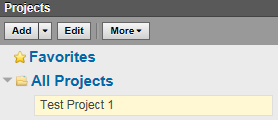 Projects
Add Edit More
Favorites
All Projects
Test Project 1